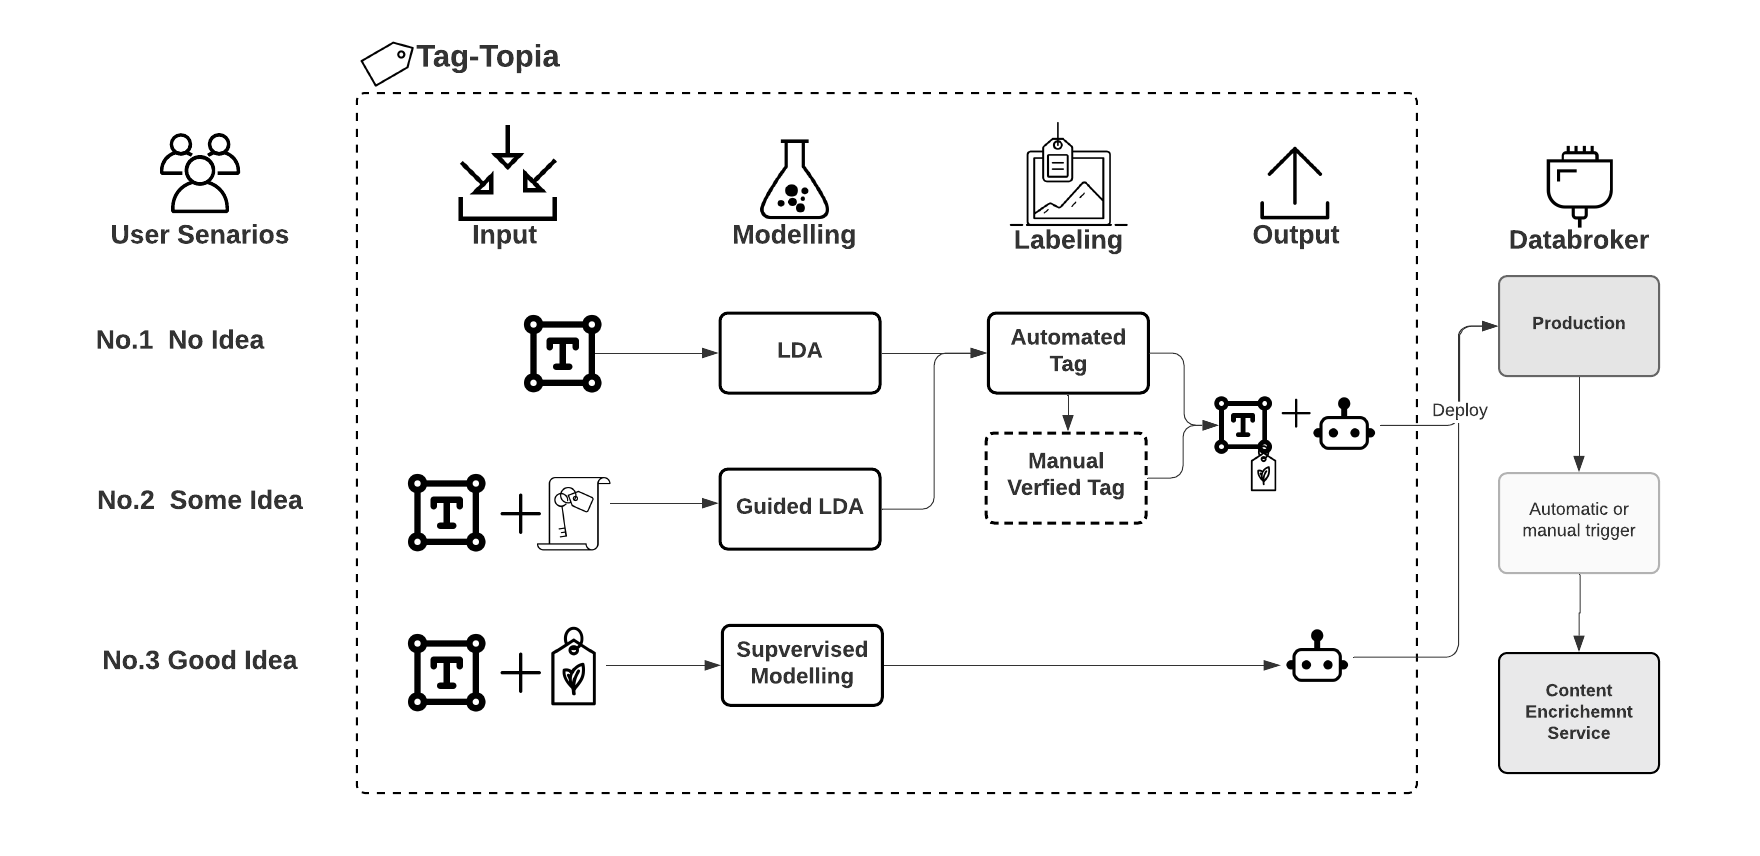 Tag-Topia
User Senarios
Input
Modelling
Labeling
Output
Databroker
No.1  No Idea
T
LDA
Automated
Tag
Production
T
Deploy
No.2  Some Idea
T
Guided LDA
Manual
Verfied Tag
Automatic or
manual trigger
No.3 Good Idea
T
Supvervised
Modelling
Content
Encrichemnt
Service